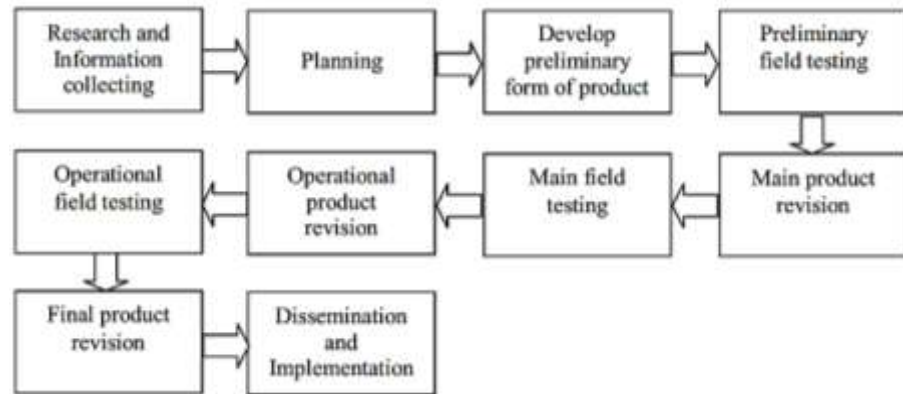 Research and
Information
collecting
Planning
Develop
preliminary
form of product
Preliminary
field testing
Main product
revision
Main field
testing
Operational
product
revision
Operational
field testing
Final product
revision
Dissemination
and
Implementation